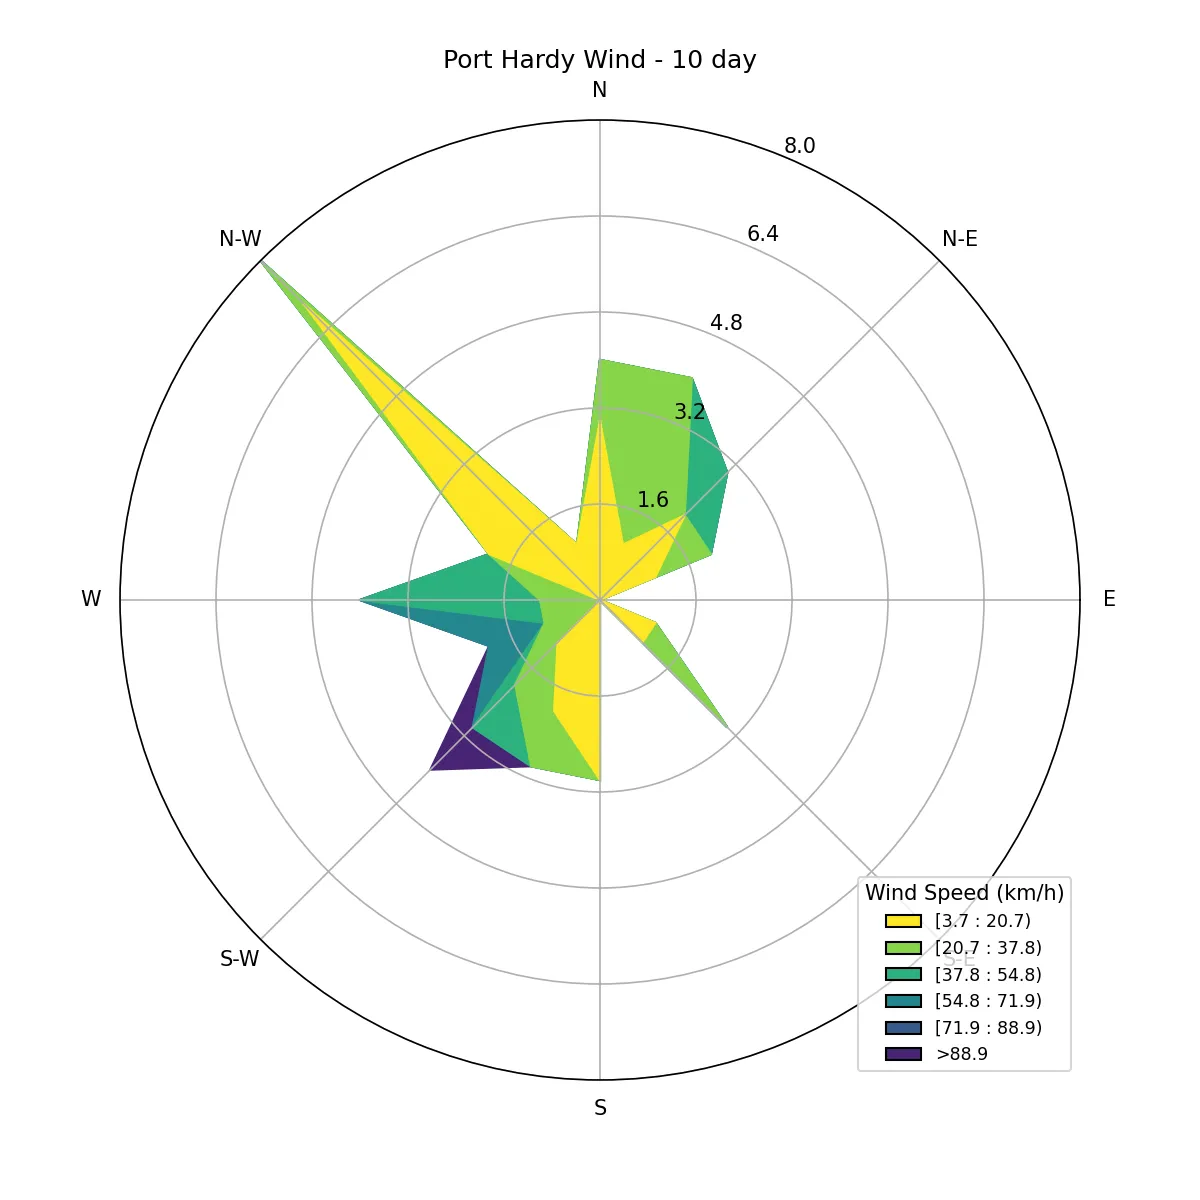 Port Hardy Wind - 10 day
N
8.0
N-W
6.4
N-E
4.8
3.2
1.6
W
E
Wind Speed (km/h)
[3.7 : 20.7)
[20.7 : 37.8)
S-W
S-E
[37.8 : 54.8)
[54.8 : 71.9)
[71.9 : 88.9)
>88.9
S